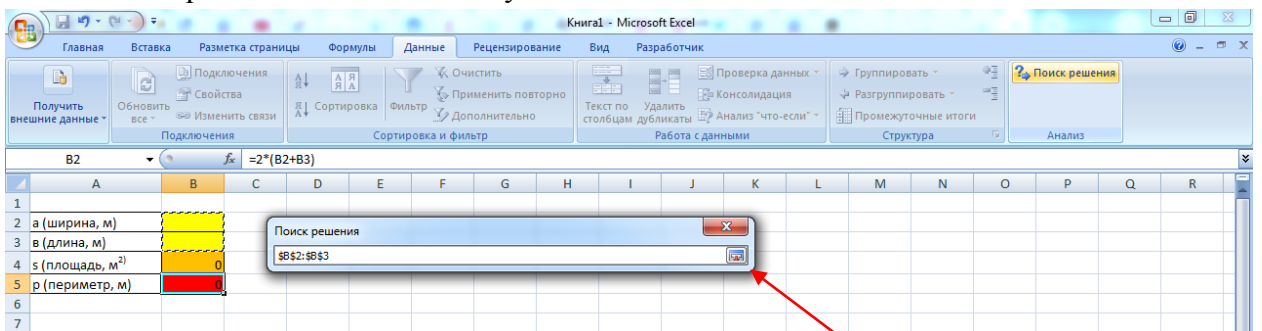 Книга1 - Microsoft Excel
Главная Вставка Разметка страницы Формулы Данные Рецензирование Вид Разработчик
Получить внешние данные
Обновить все
Подключения
Свойства
Изменить связи
Подключения
Сортировка
Фильтр
Очистить
Применить повторно
Дополнительно
Сортировка и фильтр
Текст по столбцам
Удалить дубликаты
Проверка данных
Консолидация
Анализ "что-если"
Работа с данными
Группировать
Разгруппировать
Промежуточные итоги
Структура
Поиск решения
Анализ
B2 fx =2*(B2+B3)
A B C D E F G H I J K L M N O P Q R
1
2 а (ширина, м)
3 в (длина, м)
4 s (площадь, м2) 0
5 р (периметр, м) 0
6
7
Поиск решения
$B$2:$B$3